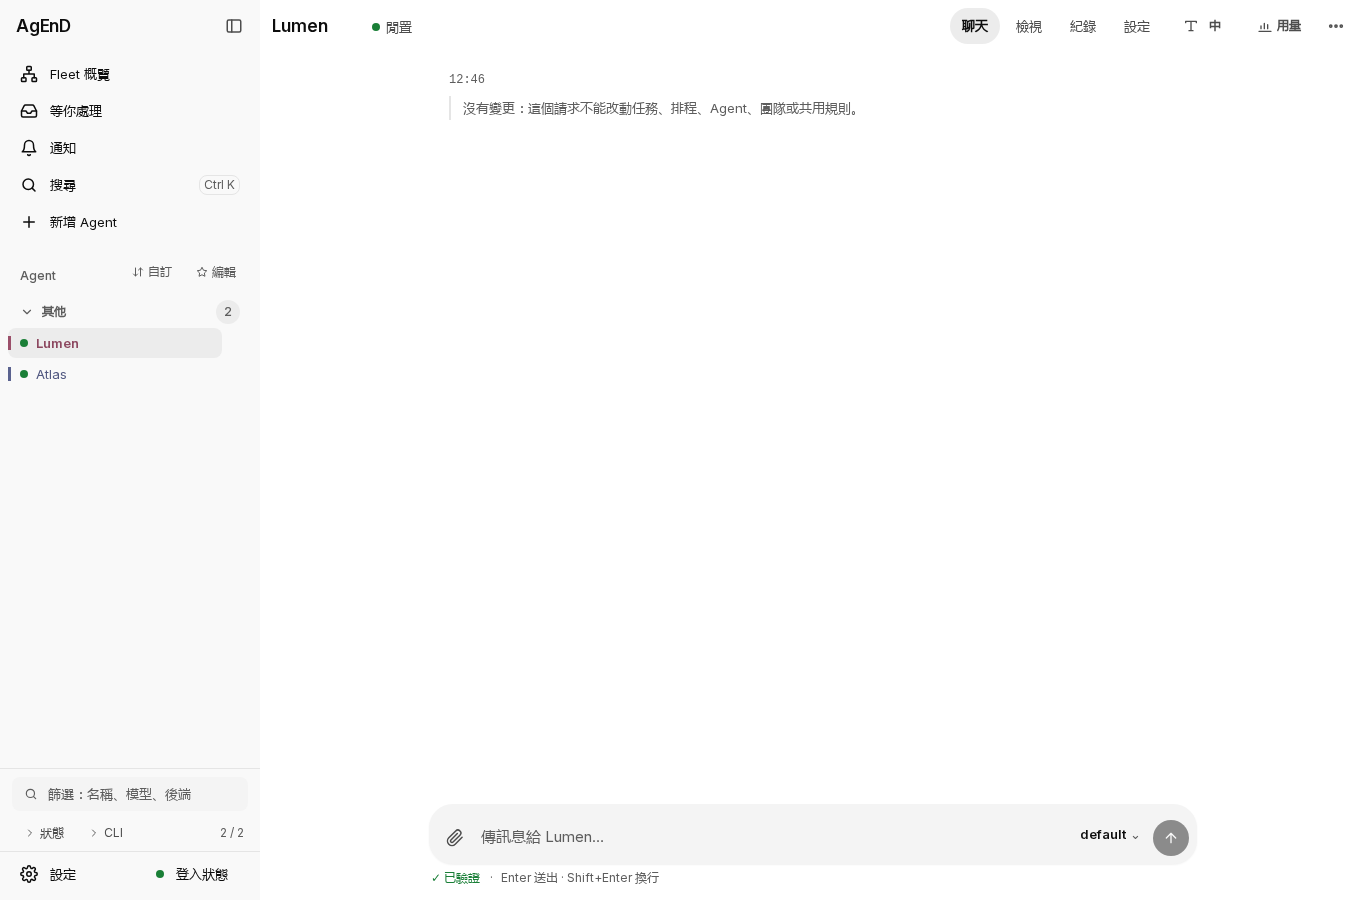 AgEnD
Fleet 概覽
等你處理
通知
搜尋 Ctrl K
新增 Agent
Agent 自訂 編輯
其他 2
Lumen
Atlas
篩選：名稱、模型、後端
狀態 CLI 2 / 2
設定 登入狀態
Lumen 閒置 聊天 檢視 紀錄 設定 中 用量
12:46
沒有變更：這個請求不能改動任務、排程、Agent、團隊或共用規則。
傳訊息給 Lumen... default
✓ 已驗證 · Enter 送出 · Shift+Enter 換行